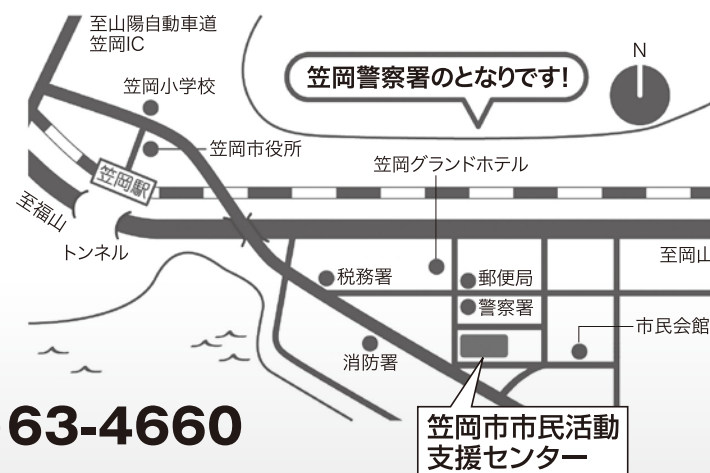 至山陽自動車道
笠岡IC
笠岡小学校
笠岡警察署のとなりです!
N
笠岡市役所
笠岡グランドホテル
笠岡駅
至福山
トンネル
至岡山
税務署
郵便局
警察署
市民会館
消防署
63-4660
笠岡市市民活動
支援センター